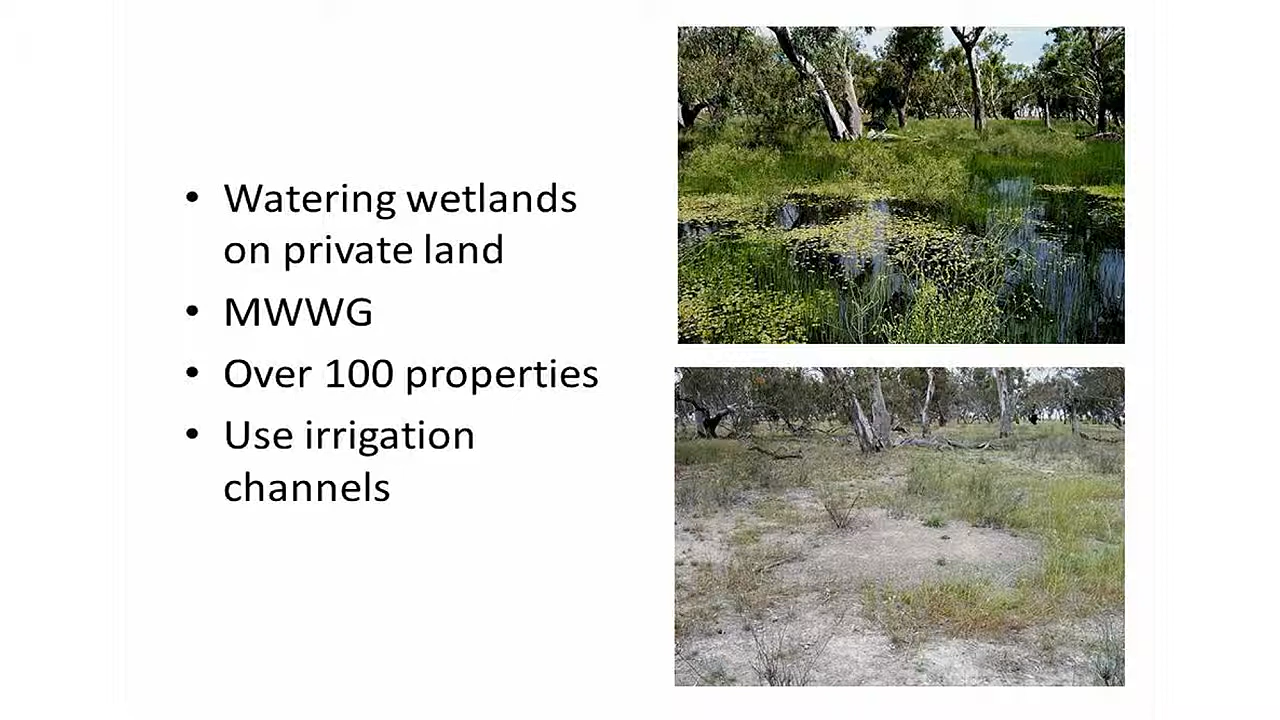 • Watering wetlands
on private land
• MWWG
• Over 100 properties
• Use irrigation
channels